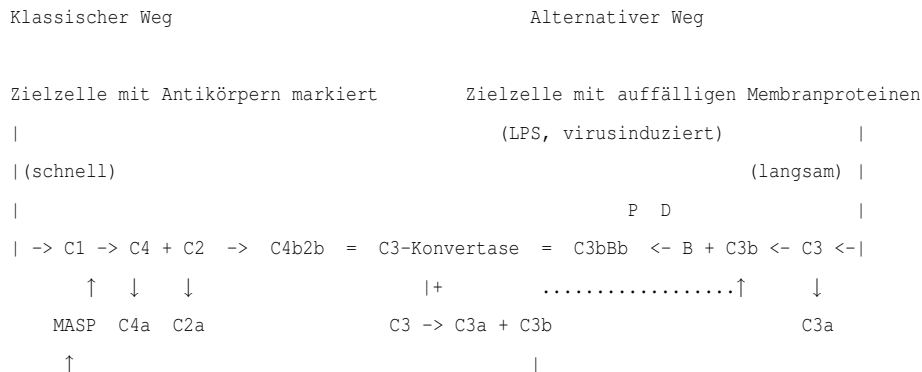 Klassischer Weg Alternativer Weg
Zielzelle mit Antikörpern markiert Zielzelle mit auffälligen Membranproteinen
| (LPS, virusinduziert) |
|(schnell) (langsam) |
| P D |
| -> C1 -> C4 + C2 -> C4b2b = C3-Konvertase = C3bBb <- B + C3b <- C3 <-|
↑ ↓ ↓ |+ ..................↑ ↓
MASP C4a C2a C3 -> C3a + C3b C3a
↑ |